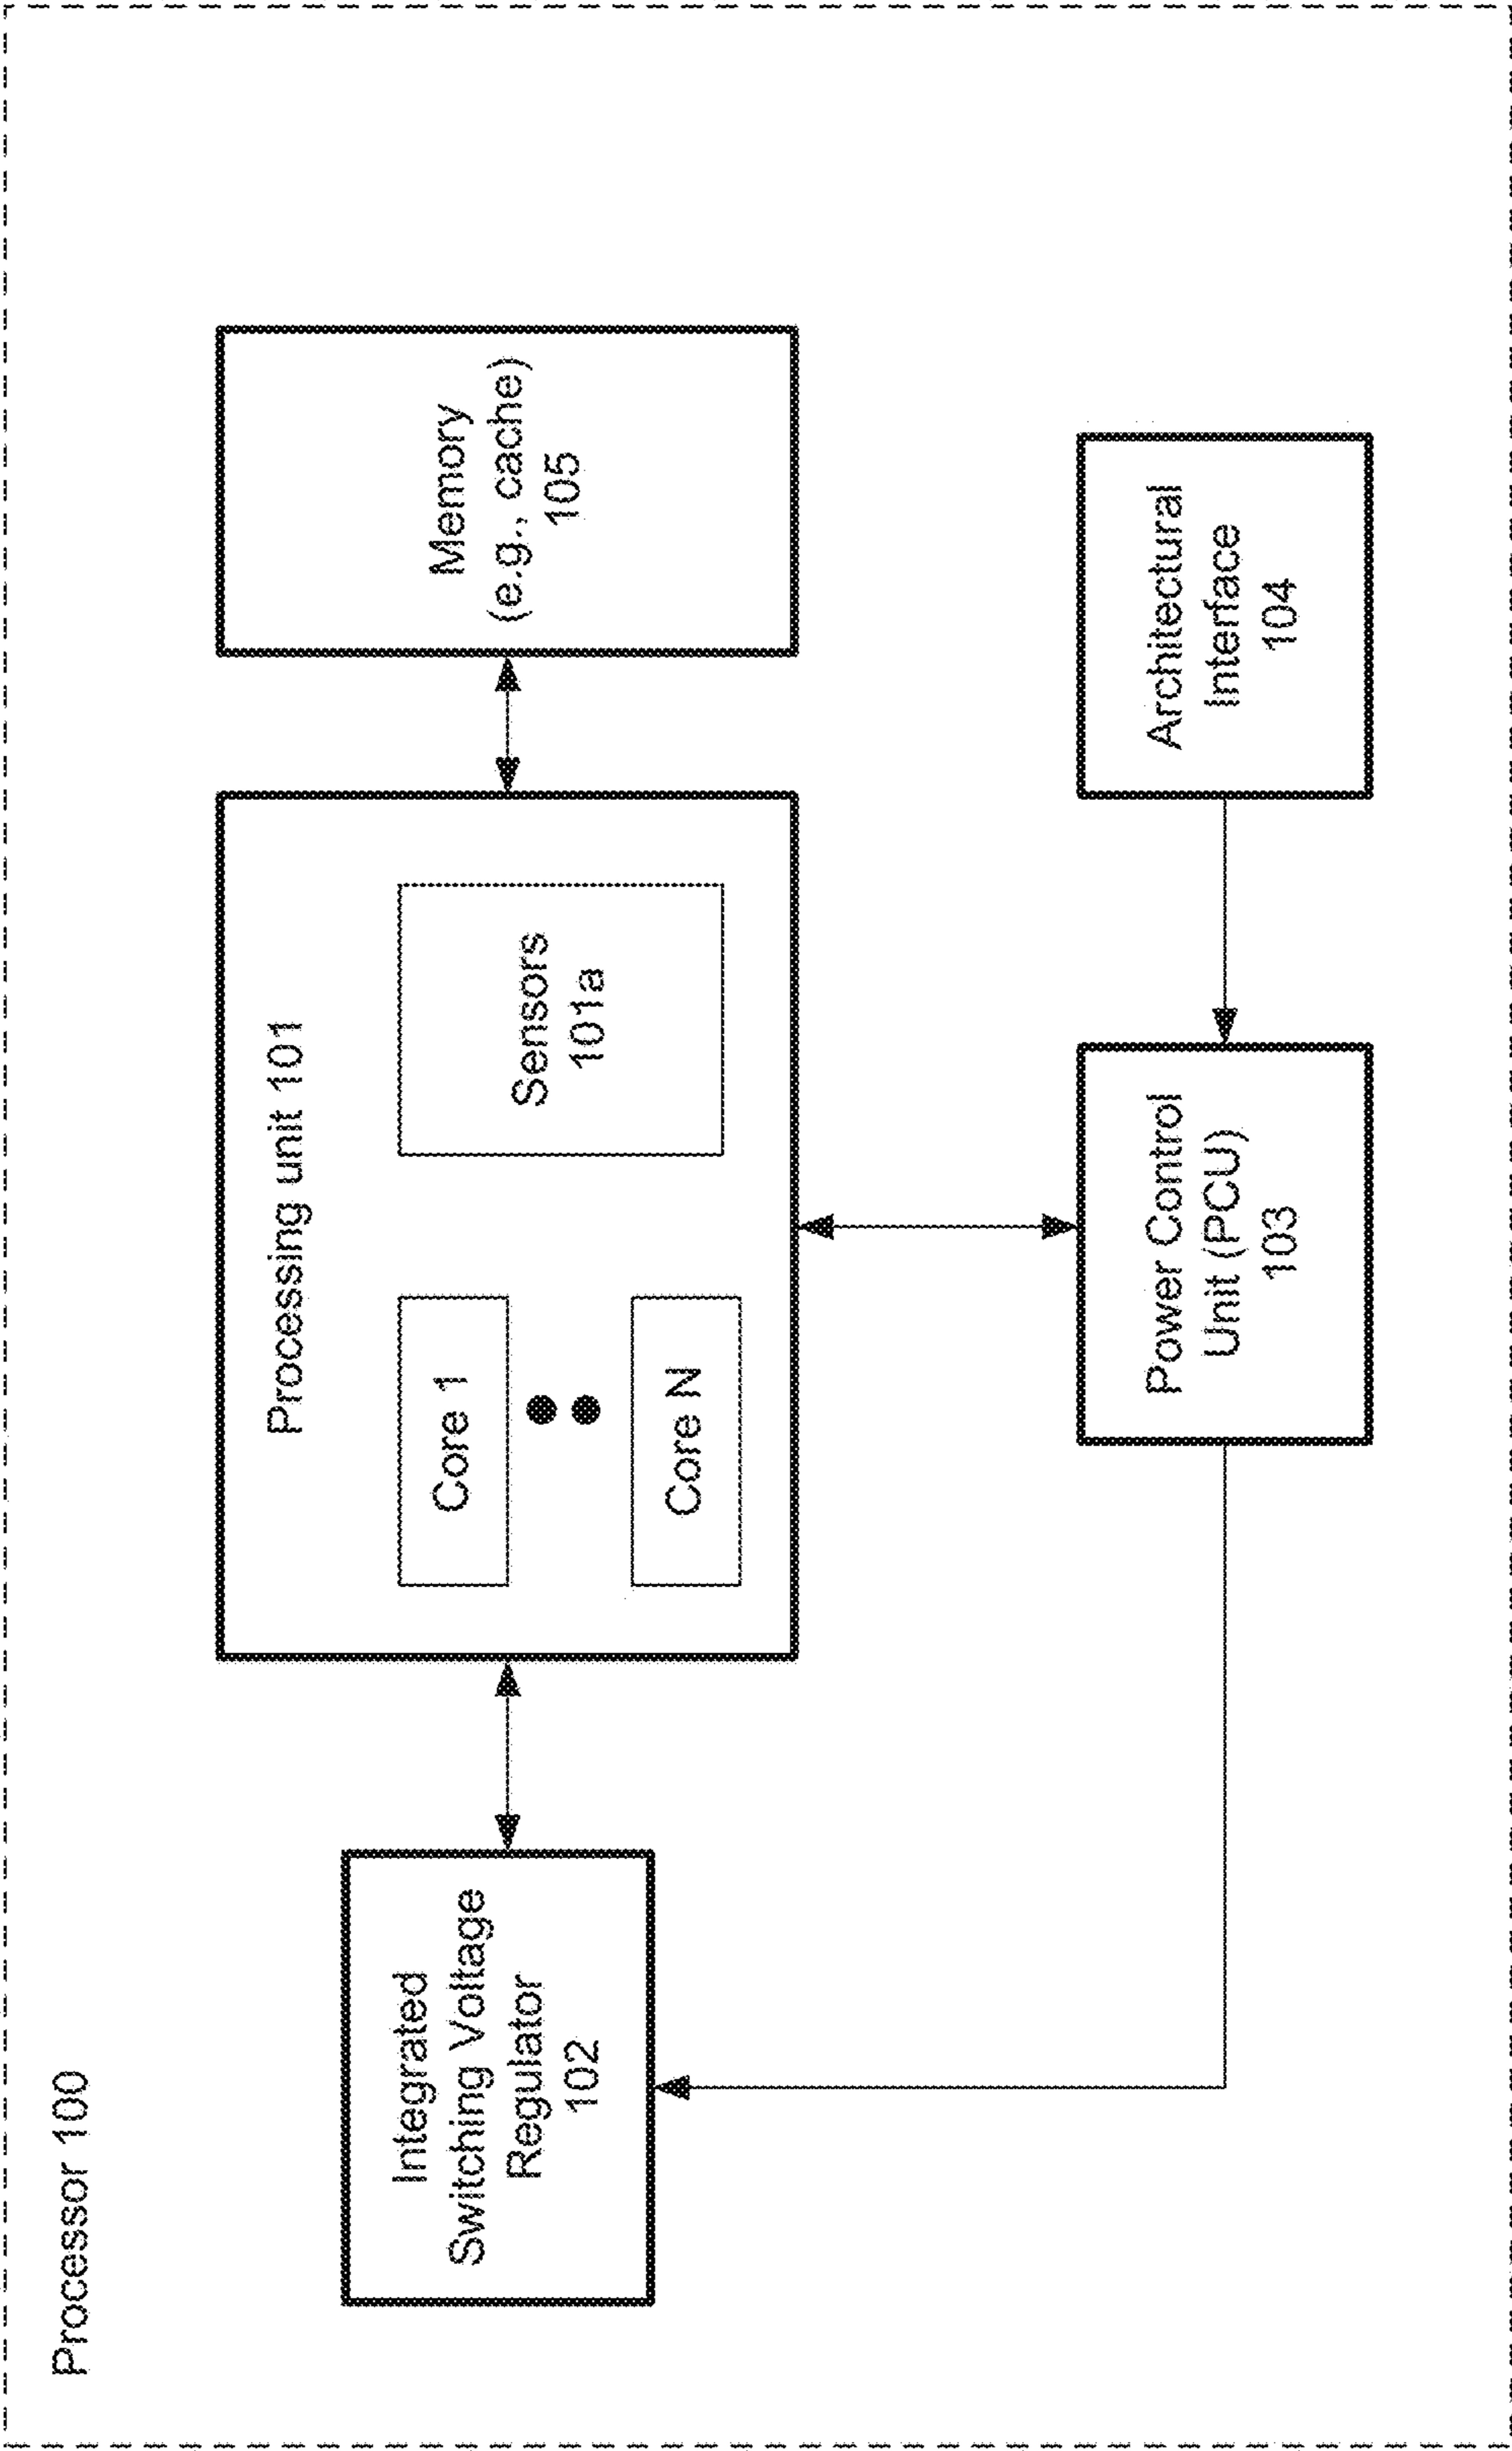 Processor 100
Integrated
Switching Voltage
Regulator
102
Processing unit 101
Core 1
Core N
Sensors
101a
Memory
(e.g., cache)
105
Power Control
Unit (PCU)
103
Architectural
Interface
104